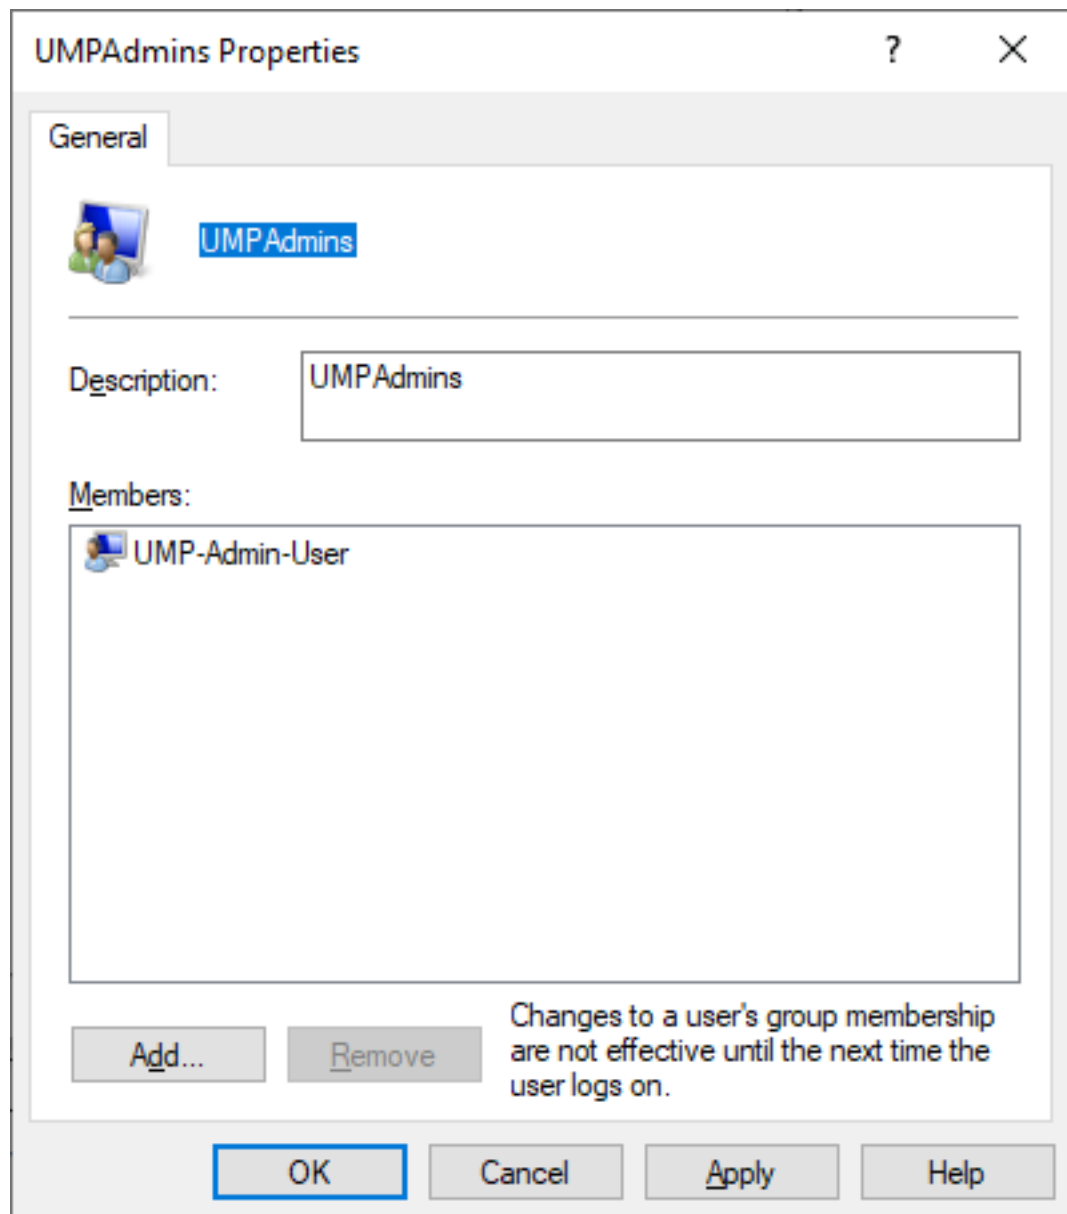 UMPAdmins Properties
?
General
UMPAdmins
Description:
UMPAdmins
Members:
UMP-Admin-User
Add...
Remove
Changes to a user's group membership
are not effective until the next time the
user logs on.
OK
Cancel
Apply
Help